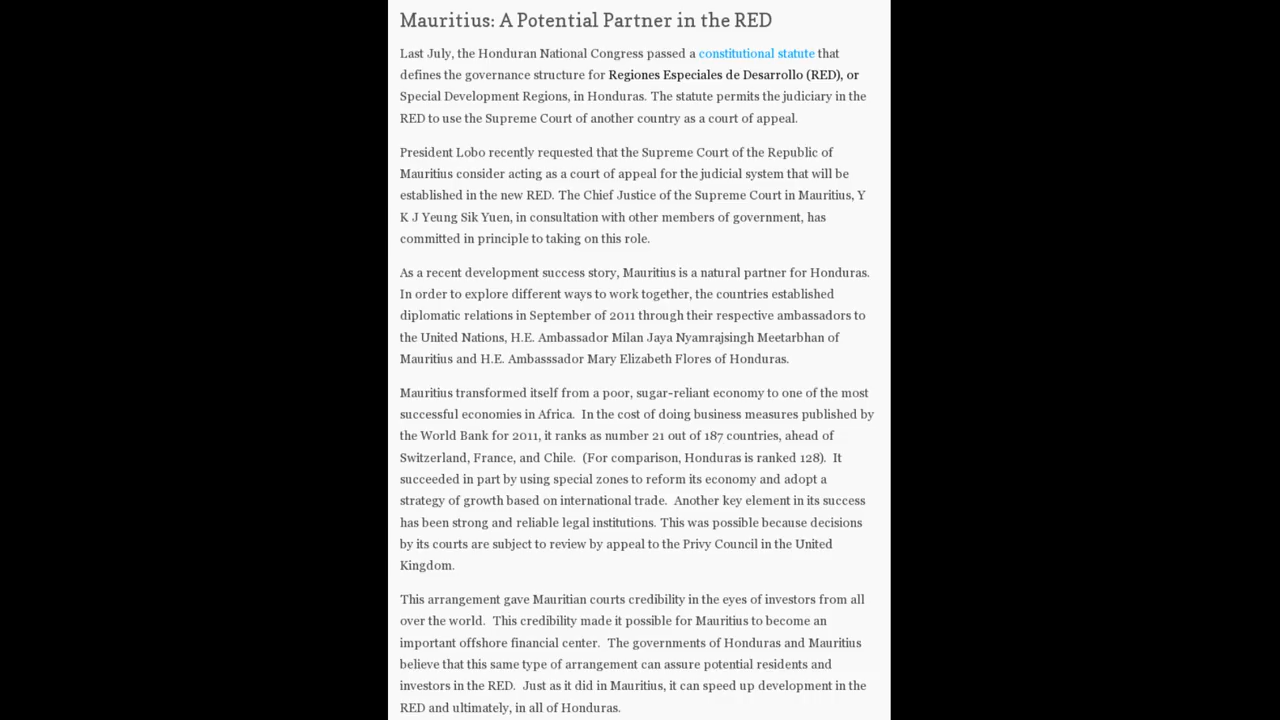 Mauritius: A Potential Partner in the RED
Last July, the Honduran National Congress passed a constitutional statute that
defines the governance structure for Regiones Especiales de Desarrollo (RED), or
Special Development Regions, in Honduras. The statute permits the judiciary in the
RED to use the Supreme Court of another country as a court of appeal.
President Lobo recently requested that the Supreme Court of the Republic of
Mauritius consider acting as a court of appeal for the judicial system that will be
established in the new RED. The Chief Justice of the Supreme Court in Mauritius, Y
K J Yeung Sik Yuen, in consultation with other members of government, has
committed in principle to taking on this role.
As a recent development success story, Mauritius is a natural partner for Honduras.
In order to explore different ways to work together, the countries established
diplomatic relations in September of 2011 through their respective ambassadors to
the United Nations, H.E. Ambassador Milan Jaya Nyamrajsingh Meetarbhan of
Mauritius and H.E. Ambasssador Mary Elizabeth Flores of Honduras.
Mauritius transformed itself from a poor, sugar-reliant economy to one of the most
successful economies in Africa.  In the cost of doing business measures published by
the World Bank for 2011, it ranks as number 21 out of 187 countries, ahead of
Switzerland, France, and Chile.  (For comparison, Honduras is ranked 128).  It
succeeded in part by using special zones to reform its economy and adopt a
strategy of growth based on international trade.  Another key element in its success
has been strong and reliable legal institutions. This was possible because decisions
by its courts are subject to review by appeal to the Privy Council in the United
Kingdom.
This arrangement gave Mauritian courts credibility in the eyes of investors from all
over the world.  This credibility made it possible for Mauritius to become an
important offshore financial center.  The governments of Honduras and Mauritius
believe that this same type of arrangement can assure potential residents and
investors in the RED.  Just as it did in Mauritius, it can speed up development in the
RED and ultimately, in all of Honduras.